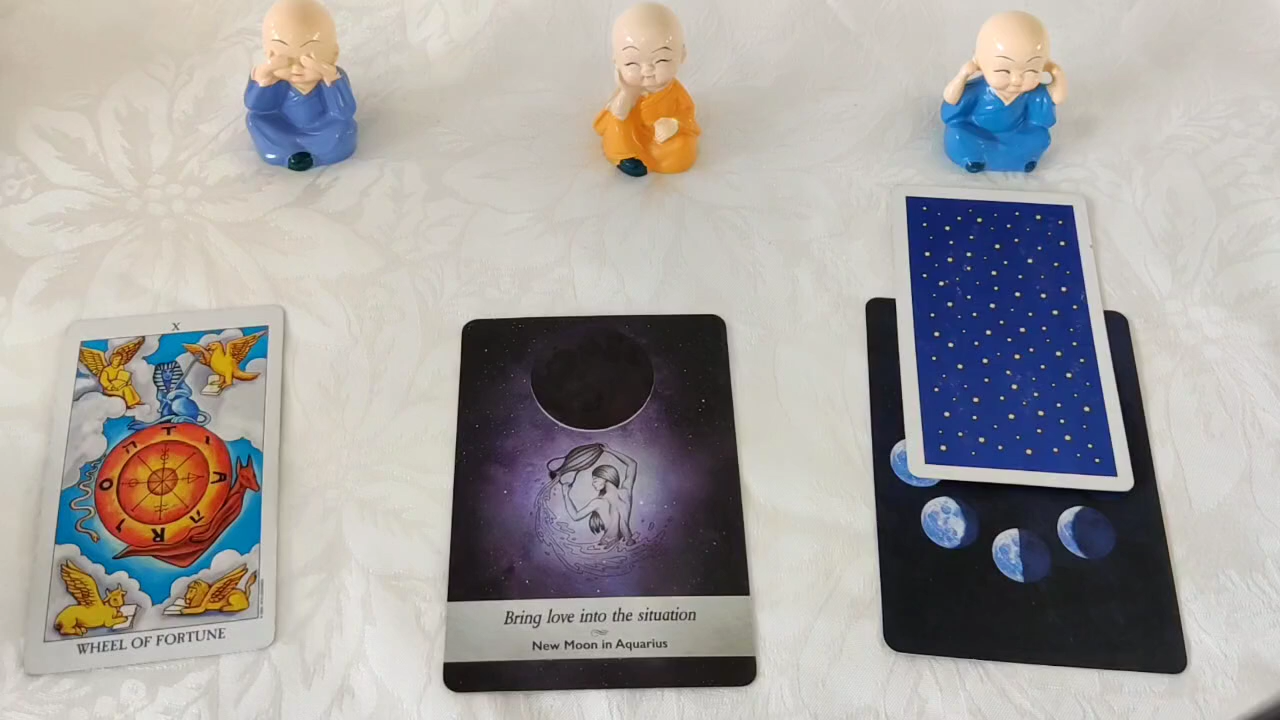 X
T
A
R
O
WHEEL OF FORTUNE
Bring love into the situation
New Moon in Aquarius